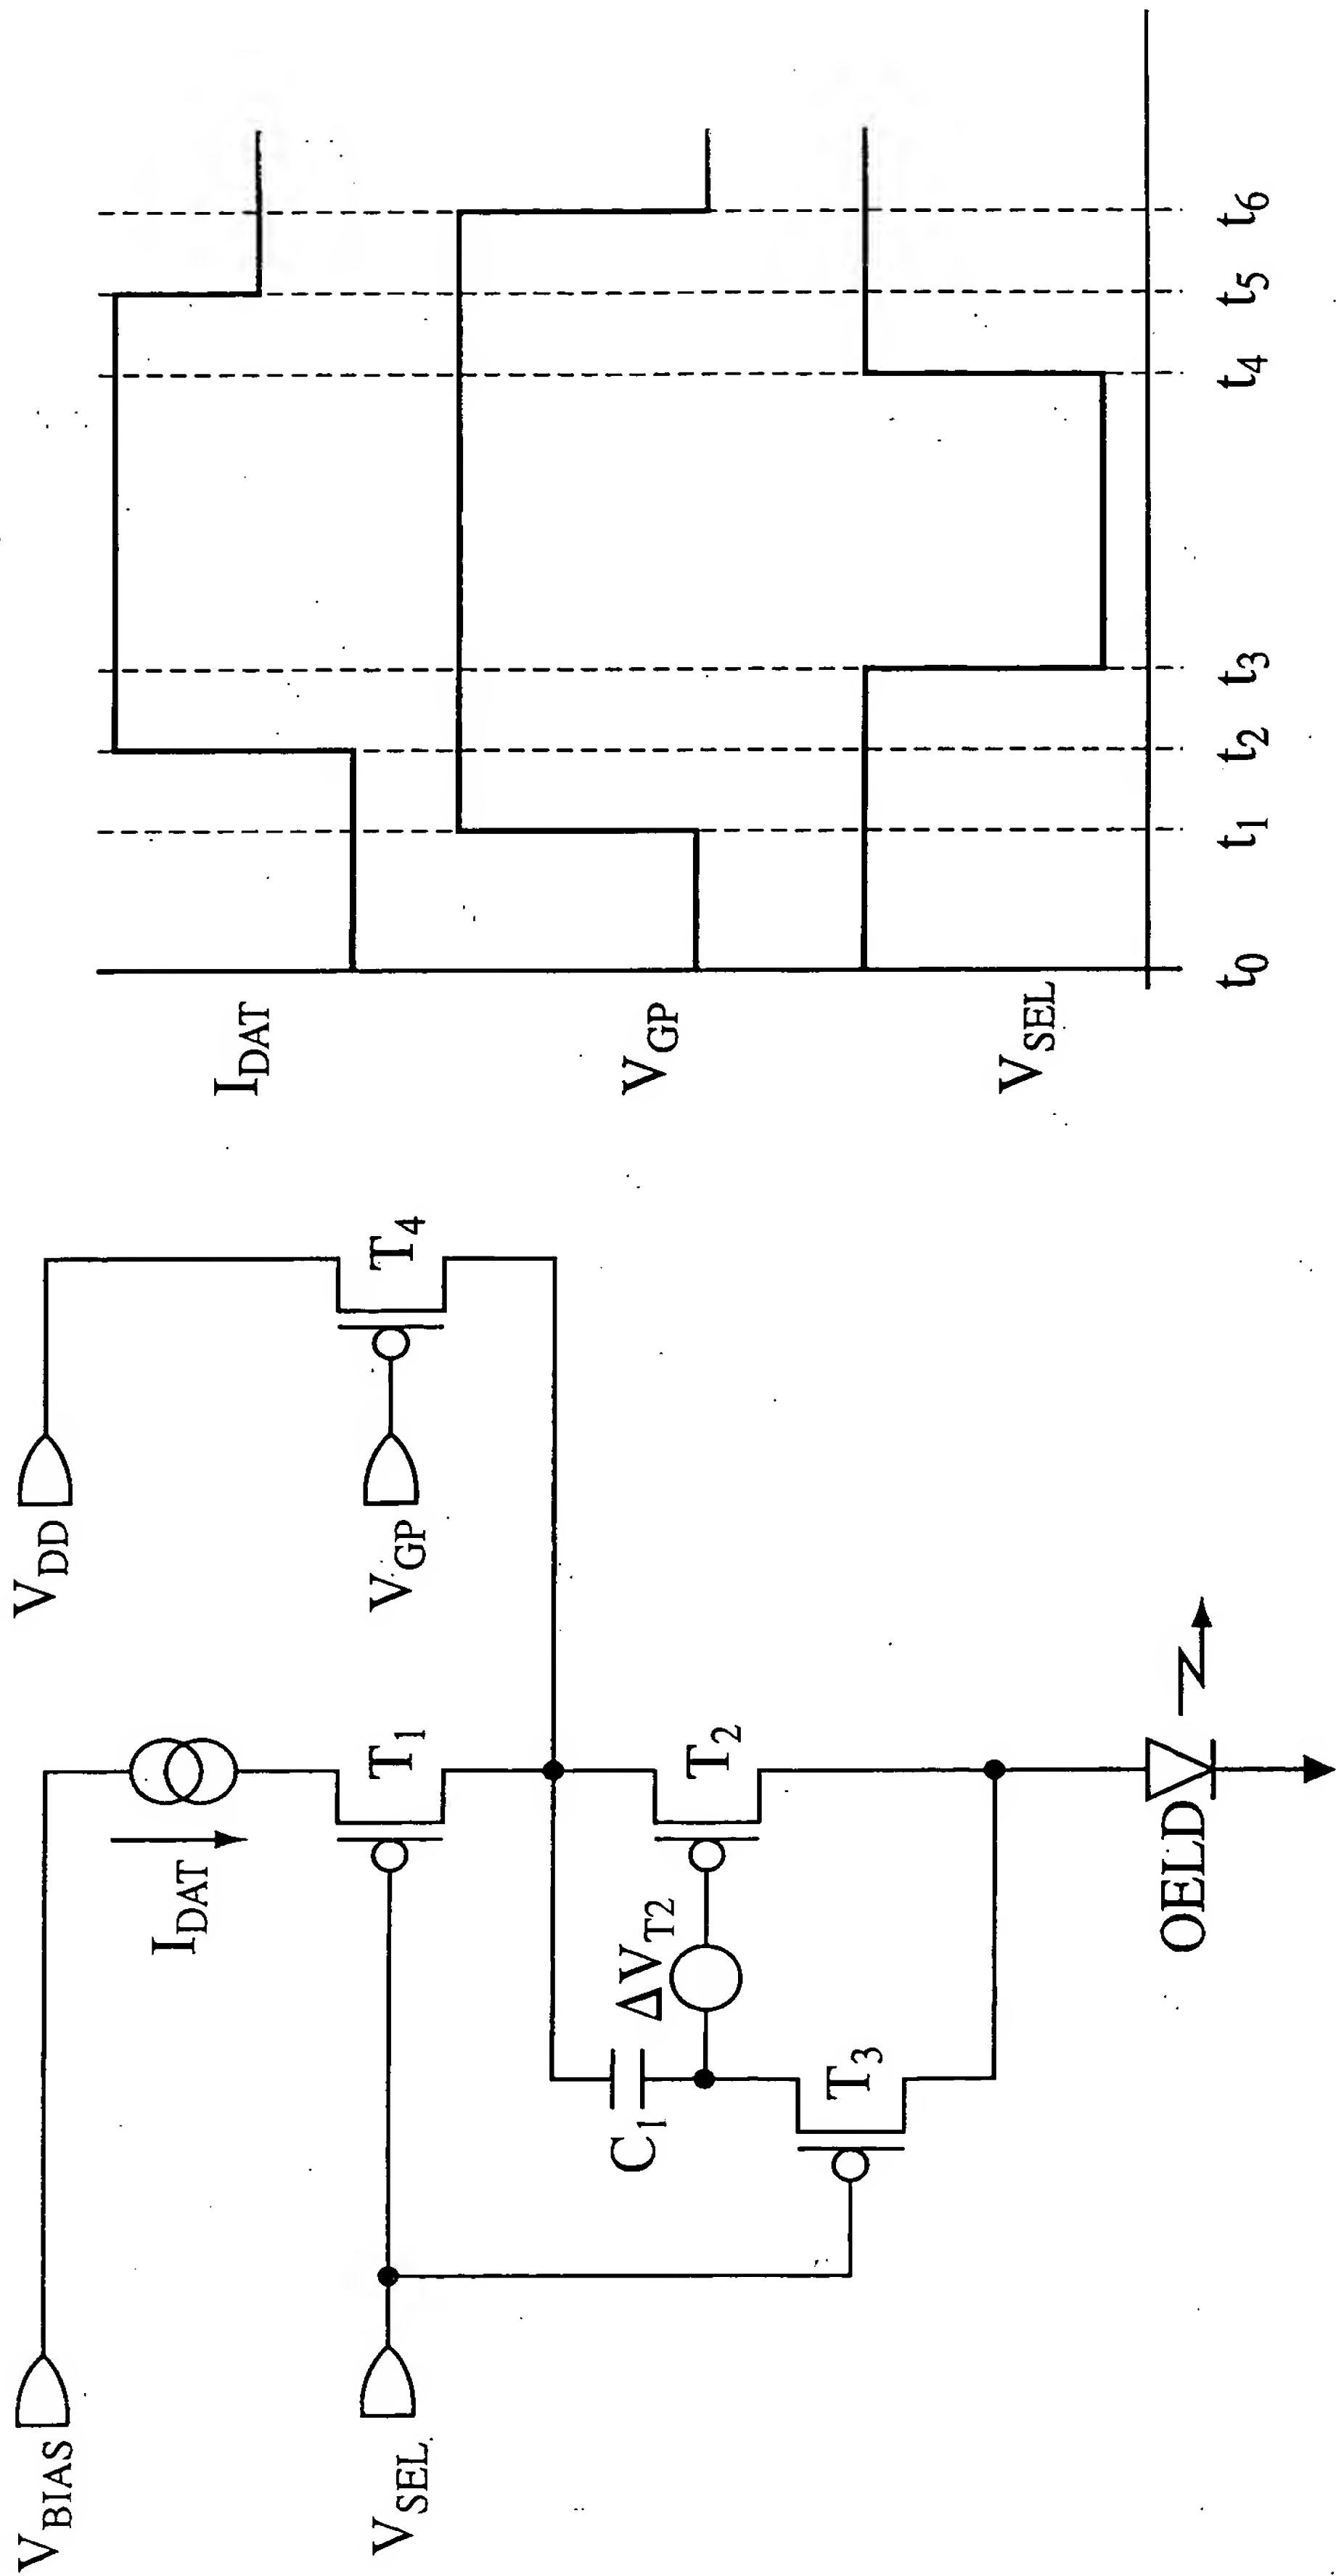 V_BIAS
V_DD
I_DAT
T_1
T_4
V_SEL
V_GP
C_1
ΔV_T2
T_2
T_3
OELD
I_DAT
V_GP
V_SEL
t_0 t_1 t_2 t_3 t_4 t_5 t_6